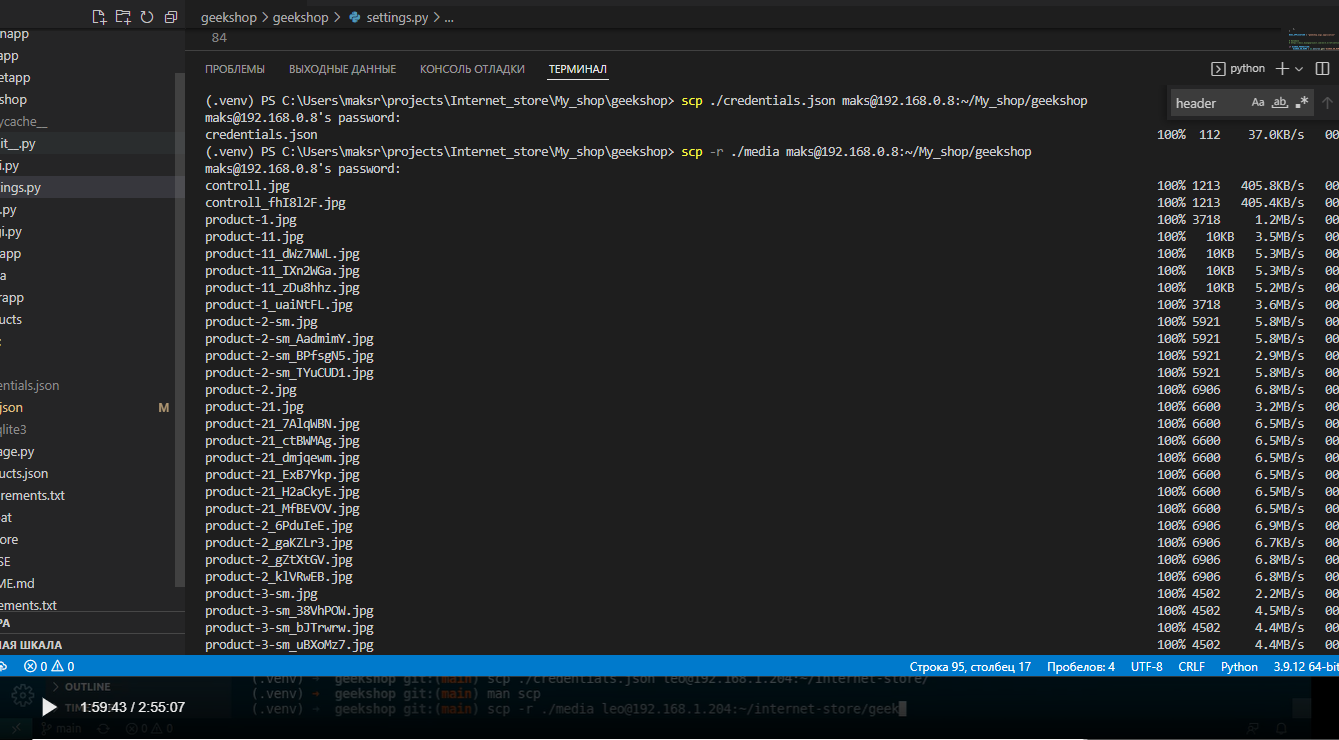 geekshop > geekshop > settings.py > ...
84
ПРОБЛЕМЫ ВЫХОДНЫЕ ДАННЫЕ КОНСОЛЬ ОТЛАДКИ ТЕРМИНАЛ python
header Aa ab
(.venv) PS C:\Users\maksr\projects\Internet_store\My_shop\geekshop> scp ./credentials.json maks@192.168.0.8:~/My_shop/geekshop
maks@192.168.0.8's password:
credentials.json 100% 112 37.0KB/s 00
(.venv) PS C:\Users\maksr\projects\Internet_store\My_shop\geekshop> scp -r ./media maks@192.168.0.8:~/My_shop/geekshop
maks@192.168.0.8's password:
controll.jpg 100% 1213 405.8KB/s 00
controll_fhI8l2F.jpg 100% 1213 405.4KB/s 00
product-1.jpg 100% 3718 1.2MB/s 00
product-11.jpg 100% 10KB 3.5MB/s 00
product-11_dWz7WWL.jpg 100% 10KB 5.3MB/s 00
product-11_IXn2WGa.jpg 100% 10KB 5.3MB/s 00
product-11_zDu8hhz.jpg 100% 10KB 5.2MB/s 00
product-1_uaiNtFL.jpg 100% 3718 3.6MB/s 00
product-2-sm.jpg 100% 5921 5.8MB/s 00
product-2-sm_AadmimY.jpg 100% 5921 5.8MB/s 00
product-2-sm_BPfsgN5.jpg 100% 5921 2.9MB/s 00
product-2-sm_TYuCUD1.jpg 100% 5921 5.8MB/s 00
product-2.jpg 100% 6906 6.8MB/s 00
product-21.jpg 100% 6600 3.2MB/s 00
product-21_7AlqWBN.jpg 100% 6600 6.5MB/s 00
product-21_ctBWMAg.jpg 100% 6600 6.5MB/s 00
product-21_dmjqewm.jpg 100% 6600 6.5MB/s 00
product-21_ExB7Ykp.jpg 100% 6600 6.5MB/s 00
product-21_H2aCkyE.jpg 100% 6600 6.5MB/s 00
product-21_MfBEVOV.jpg 100% 6600 6.5MB/s 00
product-2_6PduIeE.jpg 100% 6906 6.9MB/s 00
product-2_gaKZLr3.jpg 100% 6906 6.7KB/s 00
product-2_gZtXtGV.jpg 100% 6906 6.8MB/s 00
product-2_klVRwEB.jpg 100% 6906 6.8MB/s 00
product-3-sm.jpg 100% 4502 2.2MB/s 00
product-3-sm_38VhPOW.jpg 100% 4502 4.5MB/s 00
product-3-sm_bJTrwrw.jpg 100% 4502 4.4MB/s 00
product-3-sm_uBXoMz7.jpg 100% 4502 4.4MB/s 00
napp
app
etapp
shop
ycache__
it__.py
i.py
ings.py
.py
gi.py
app
a
rapp
ucts
entials.json
json M
qlite3
age.py
ucts.json
rements.txt
at
ore
SE
ME.md
ements.txt
РА
НАЯ ШКАЛА
0 0 Строка 95, столбец 17 Пробелов: 4 UTF-8 CRLF Python 3.9.12 64-bit
OUTLINE
1:59:43 / 2:55:07
main 0 0
(.venv) → geekshop git:(main) scp ./credentials.json leo@192.168.1.204:~/internet-store/
(.venv) → geekshop git:(main) man scp
(.venv) → geekshop git:(main) scp -r ./media leo@192.168.1.204:~/internet-store/geek